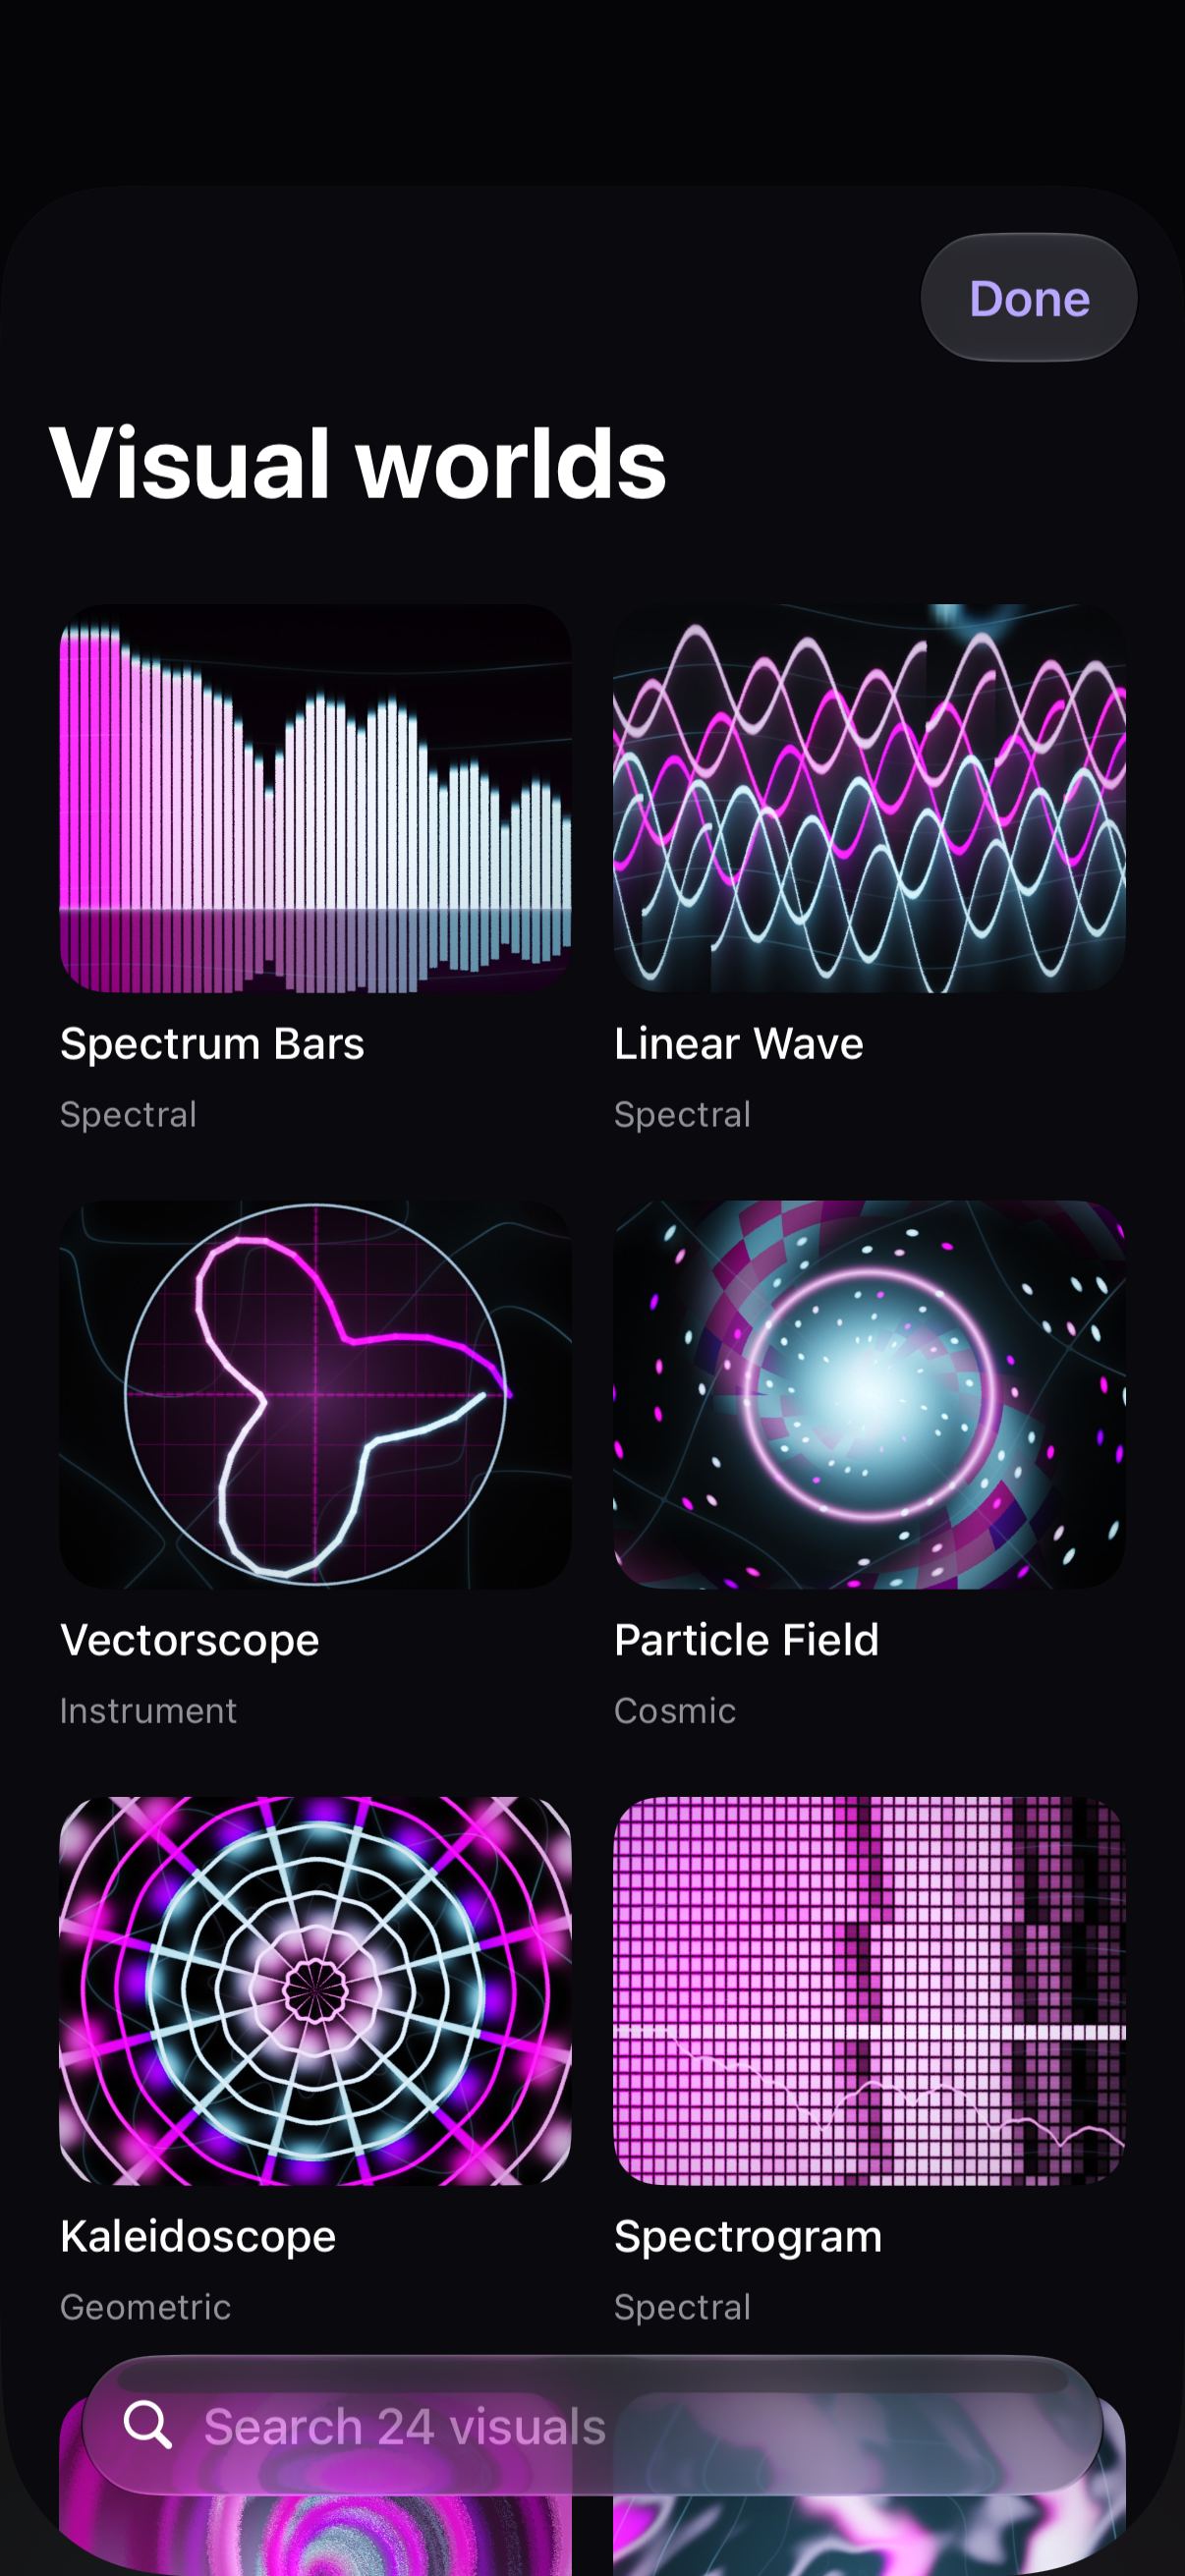 Done
Visual worlds
Spectrum Bars
Linear Wave
Spectral
Spectral
Vectorscope
Particle Field
Instrument
Cosmic
Kaleidoscope
Spectrogram
Geometric
Spectral
Search 24 visuals